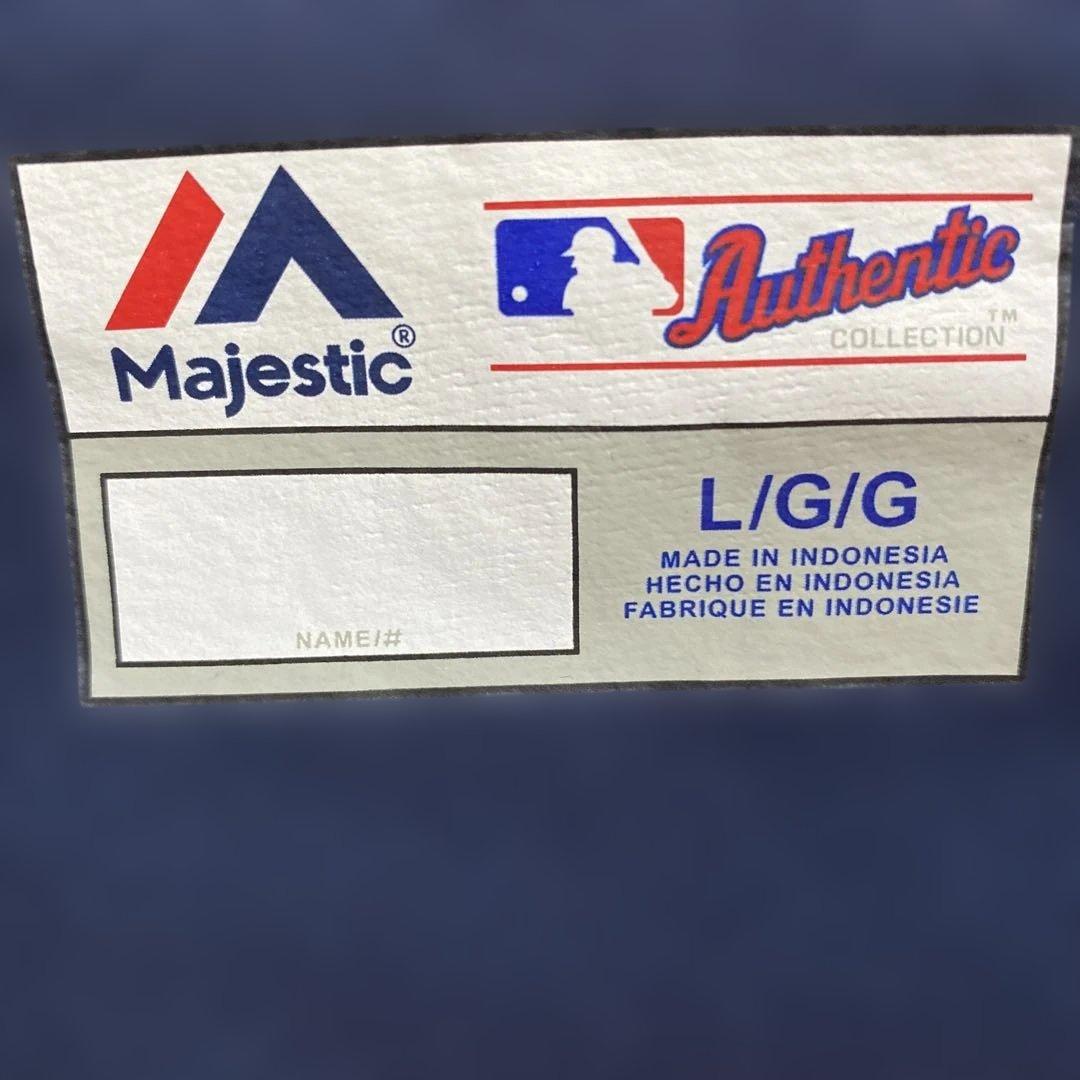 Majestic®
Authentic
COLLECTION™
L/G/G
MADE IN INDONESIA
HECHO EN INDONESIA
FABRIQUE EN INDONESIE
NAME/#